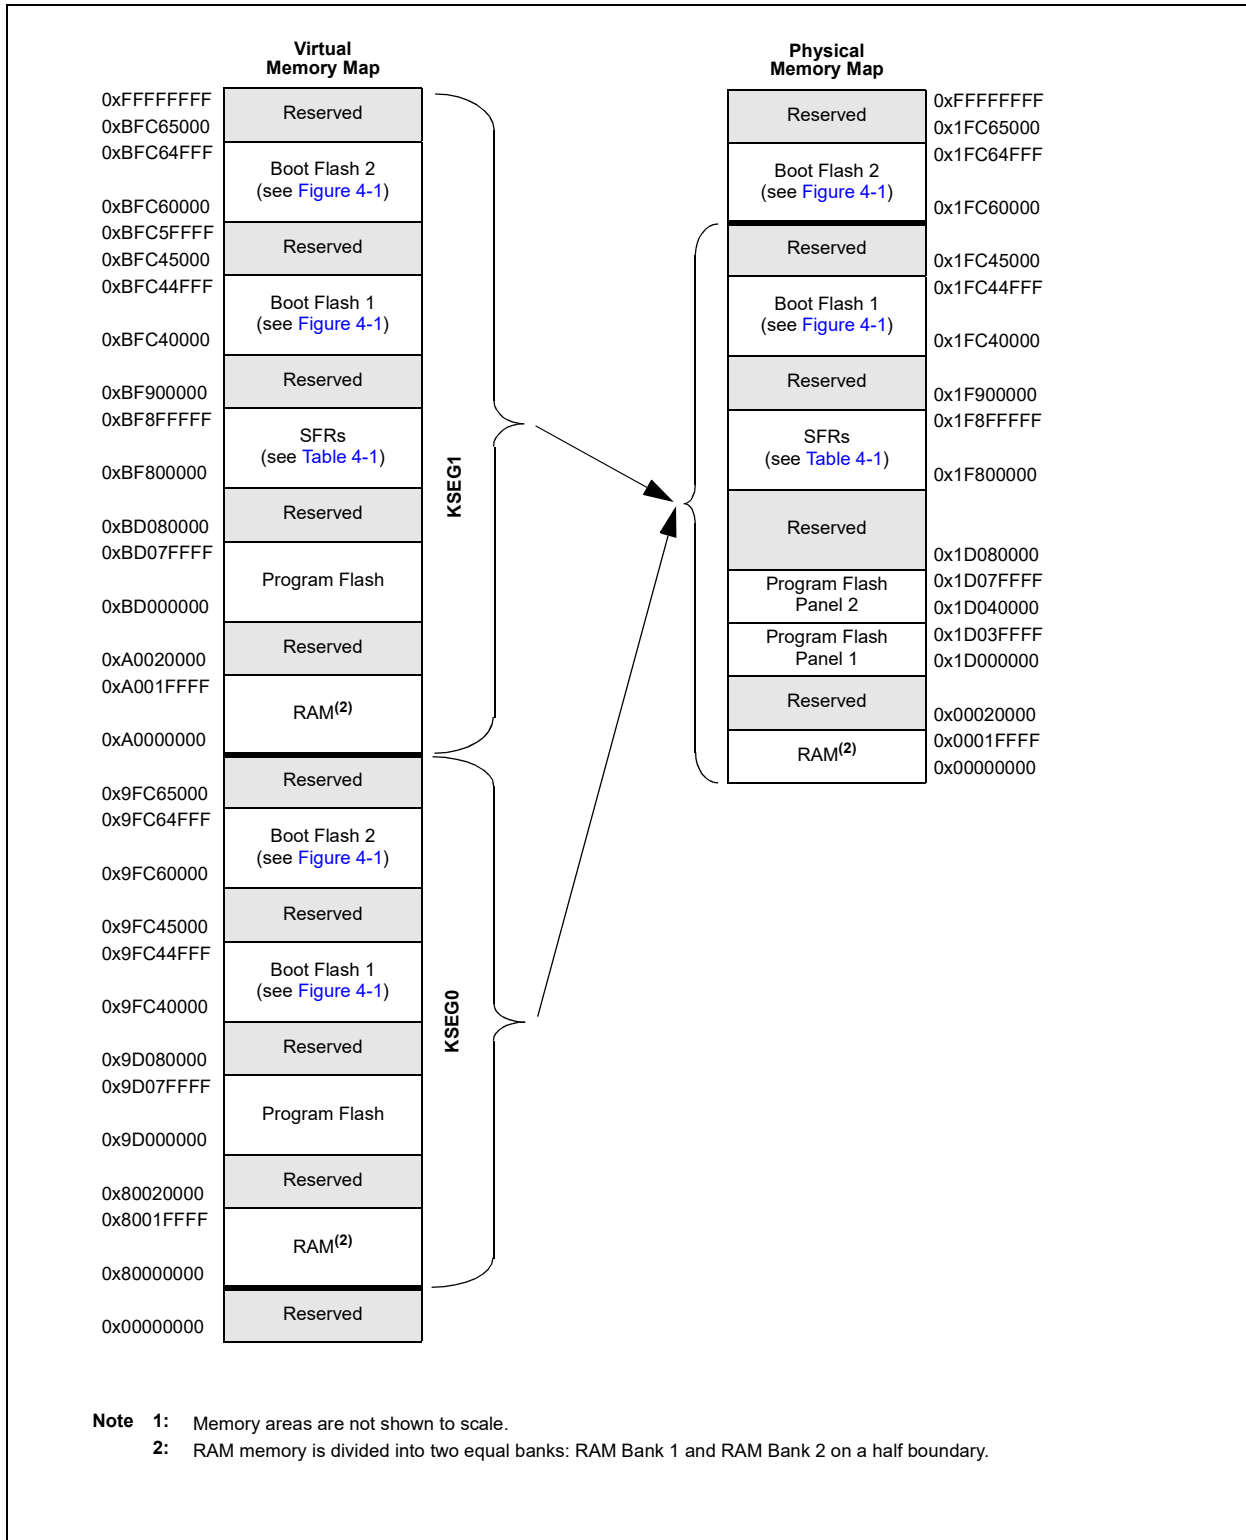 Virtual
Memory Map
0xFFFFFFFF
Reserved
0xBFC65000
0xBFC64FFF
Boot Flash 2
(see Figure 4-1)
0xBFC60000
0xBFC5FFFF
Reserved
0xBFC45000
0xBFC44FFF
Boot Flash 1
(see Figure 4-1)
0xBFC40000
Reserved
0xBF900000
0xBF8FFFFF
SFRs
(see Table 4-1)
0xBF800000
Reserved
0xBD080000
0xBD07FFFF
Program Flash
0xBD000000
Reserved
0xA0020000
0xA001FFFF
RAM(2)
0xA0000000
KSEG1
Reserved
0x9FC65000
0x9FC64FFF
Boot Flash 2
(see Figure 4-1)
0x9FC60000
Reserved
0x9FC45000
0x9FC44FFF
Boot Flash 1
(see Figure 4-1)
0x9FC40000
Reserved
0x9D080000
0x9D07FFFF
Program Flash
0x9D000000
Reserved
0x80020000
0x8001FFFF
RAM(2)
0x80000000
KSEG0
Reserved
0x00000000
Physical
Memory Map
0xFFFFFFFF
Reserved
0x1FC65000
0x1FC64FFF
Boot Flash 2
(see Figure 4-1)
0x1FC60000
Reserved
0x1FC45000
0x1FC44FFF
Boot Flash 1
(see Figure 4-1)
0x1FC40000
Reserved
0x1F900000
0x1F8FFFFF
SFRs
(see Table 4-1)
0x1F800000
Reserved
0x1D080000
0x1D07FFFF
Program Flash
Panel 2
0x1D040000
0x1D03FFFF
Program Flash
Panel 1
0x1D000000
Reserved
0x00020000
0x0001FFFF
RAM(2)
0x00000000
Note 1: Memory areas are not shown to scale.
2: RAM memory is divided into two equal banks: RAM Bank 1 and RAM Bank 2 on a half boundary.